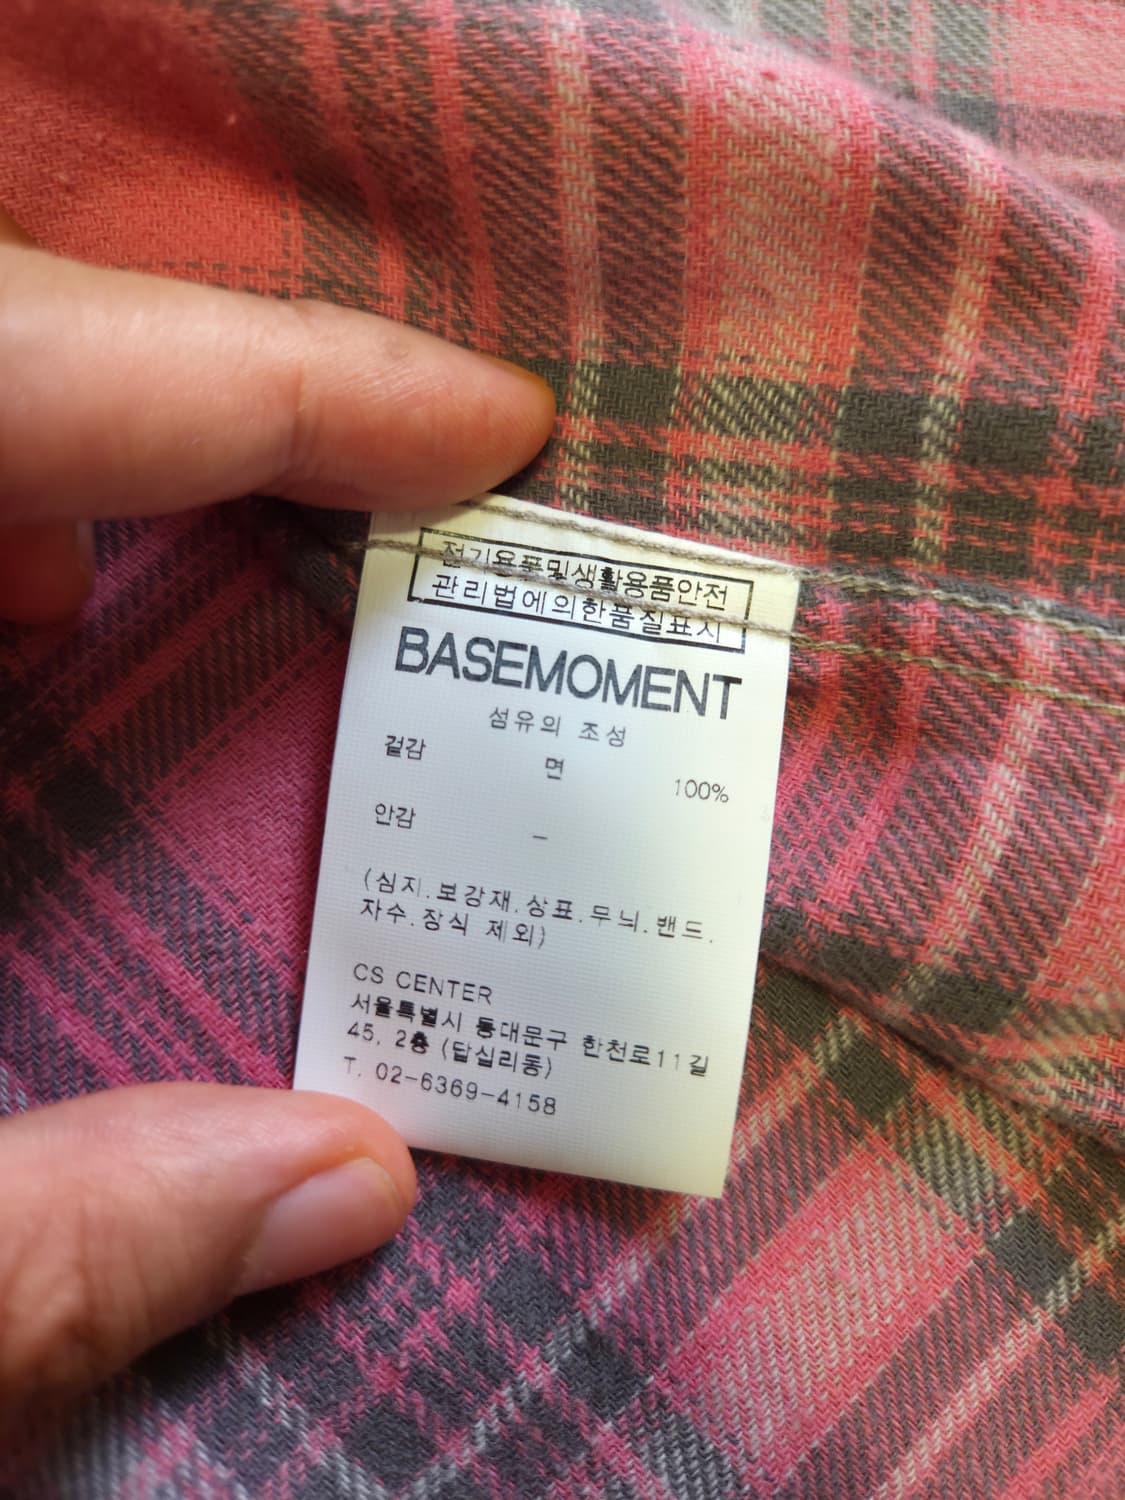 전기용품및생활용품안전
관리법에의한품질표시
BASEMOMENT
섬유의 조성
겉감 면 100%
안감 –
(심지.보강재.상표.무늬.밴드.
자수.장식 제외)
CS CENTER
서울특별시 동대문구 한천로11길
45, 2층 (답십리동)
T. 02-6369-4158